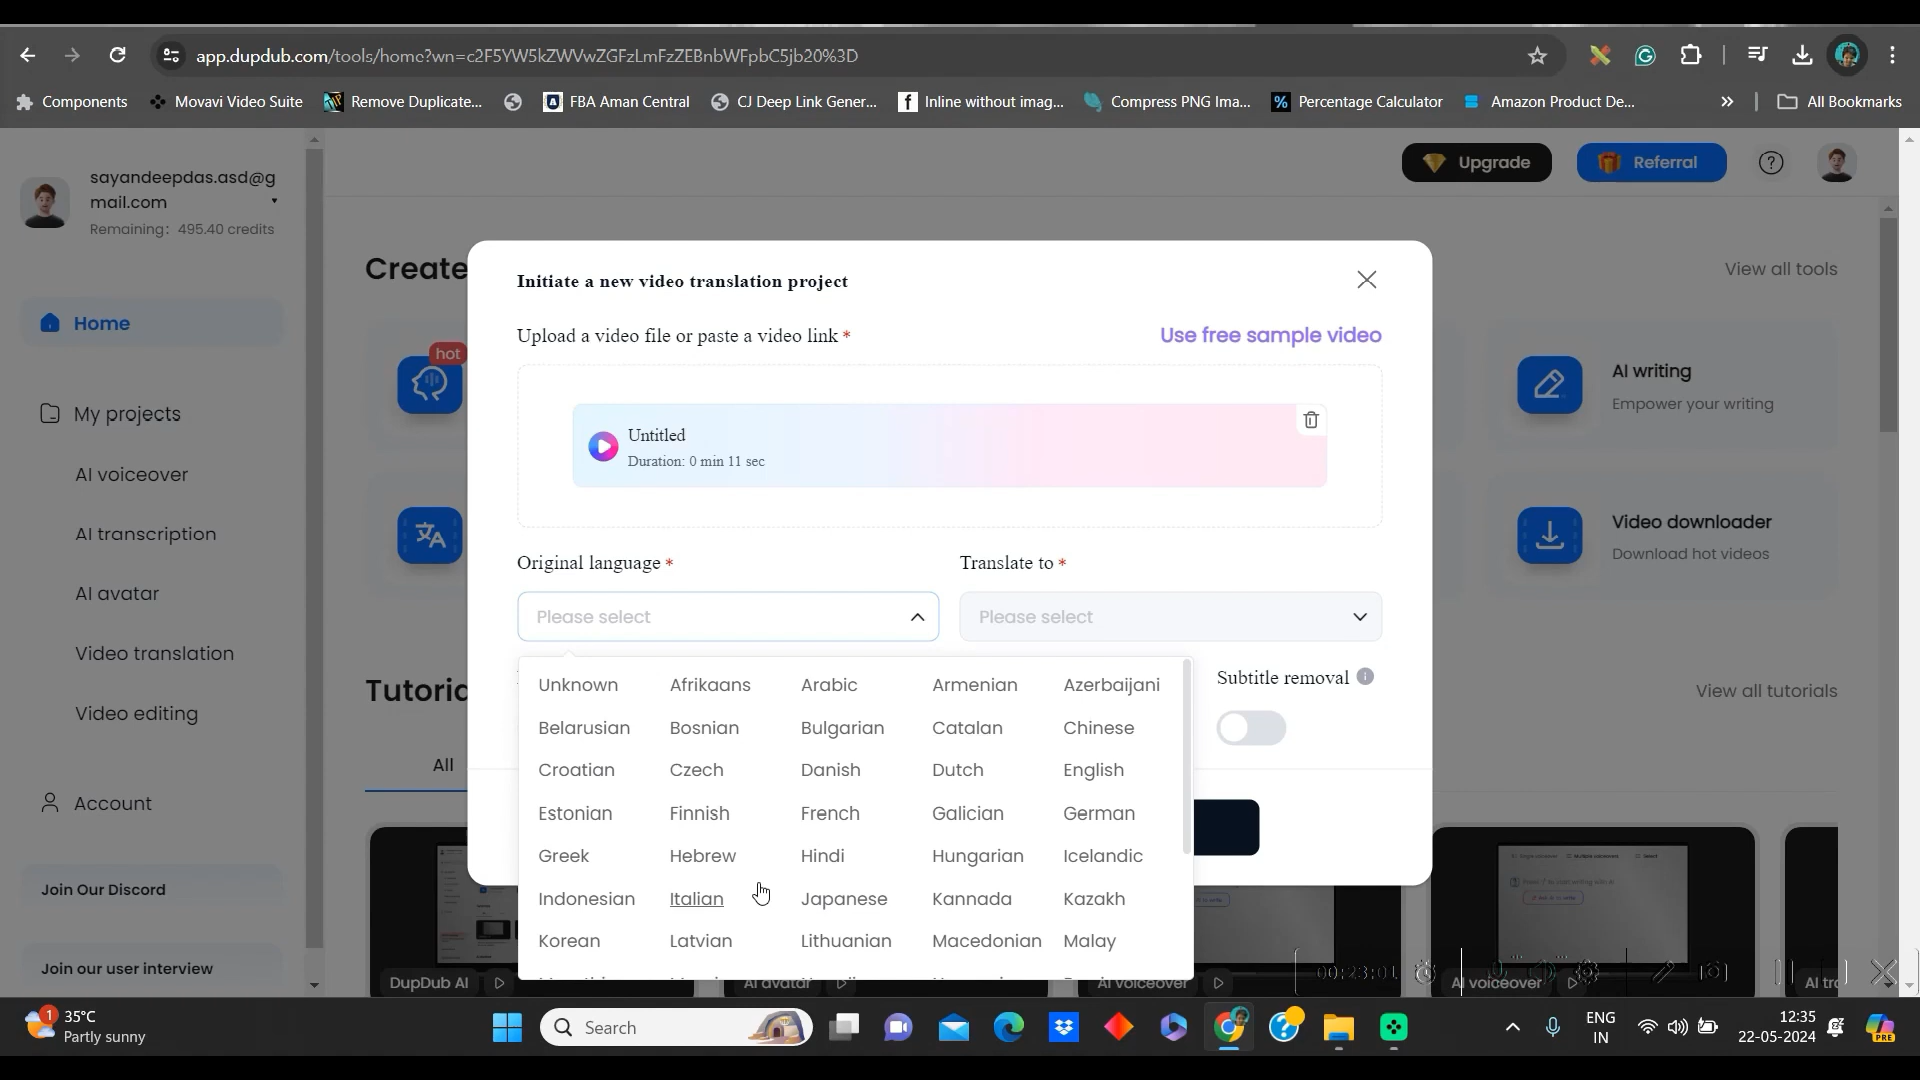 app.dupdub.com/tools/home?wn=c2F5YW5kZWVwZGFzLmFzZEBnbWFpbC5jb20%3D
Components
Movavi Video Suite
Remove Duplicate...
FBA Aman Central
CJ Deep Link Gener...
Inline without imag...
Compress PNG Ima...
Percentage Calculator
Amazon Product De...
All Bookmarks
sayandeepdas.asd@g
mail.com
Remaining: 495.40 credits
Upgrade
Referral
Create
View all tools
Home
hot
My projects
AI voiceover
AI transcription
AI avatar
Video translation
Video editing
Account
Join Our Discord
Join our user interview
Initiate a new video translation project
Upload a video file or paste a video link *
Use free sample video
Untitled
Duration: 0 min 11 sec
Original language *
Translate to *
Please select
Please select
Subtitle removal
Unknown Afrikaans Arabic Armenian Azerbaijani
Belarusian Bosnian Bulgarian Catalan Chinese
Croatian Czech Danish Dutch English
Estonian Finnish French Galician German
Greek Hebrew Hindi Hungarian Icelandic
Indonesian Italian Japanese Kannada Kazakh
Korean Latvian Lithuanian Macedonian Malay
AI writing
Empower your writing
Video downloader
Download hot videos
Tutoria
View all tutorials
All
DupDub AI
AI avatar
AI voiceover
AI voiceover
AI tra
00:23:01
1
35°C
Partly sunny
Search
ENG
IN
12:35
22-05-2024
PRE